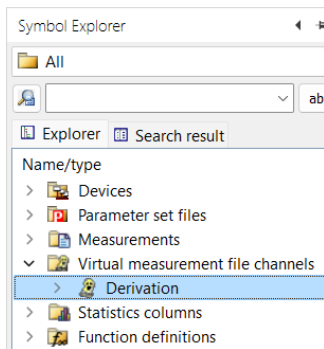 Symbol Explorer
All
ab
Explorer Search result
Name/type
Devices
Parameter set files
Measurements
Virtual measurement file channels
Derivation
Statistics columns
Function definitions